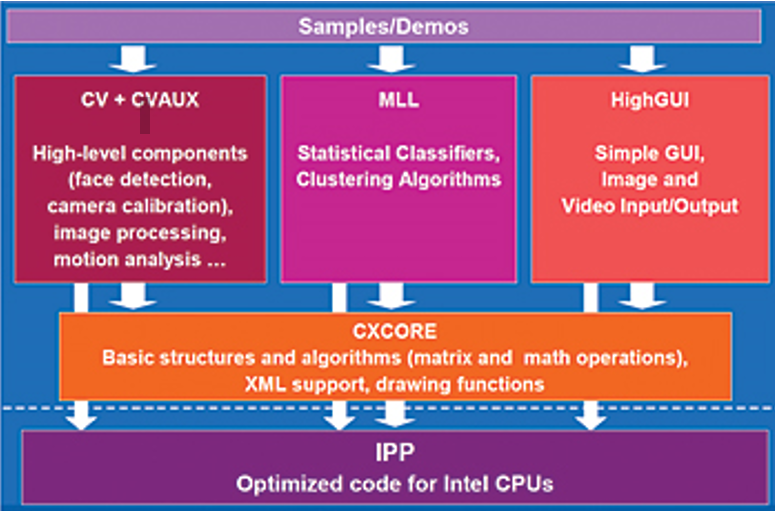 Samples/Demos
CV + CVAUX
High-level components
(face detection,
camera calibration),
image processing,
motion analysis ...
MLL
Statistical Classifiers,
Clustering Algorithms
HighGUI
Simple GUI,
Image and
Video Input/Output
CXCORE
Basic structures and algorithms (matrix and math operations),
XML support, drawing functions
IPP
Optimized code for Intel CPUs